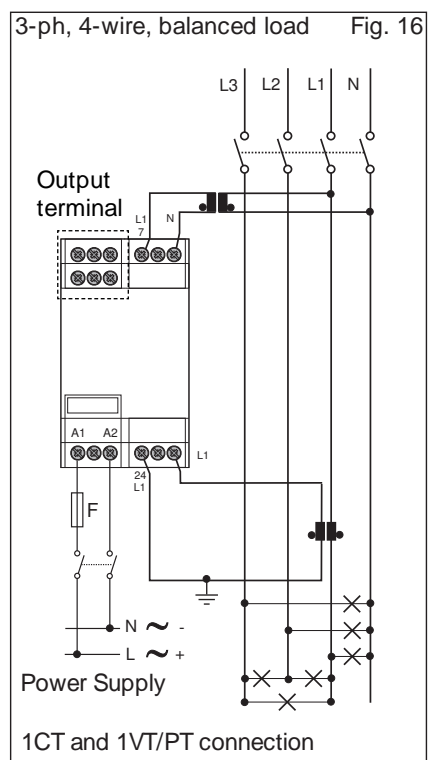 3-ph, 4-wire, balanced load Fig. 16
L3 L2 L1 N
Output
terminal
L1 N
7
A1 A2
L1
24
L1
F
N ~ -
L ~ +
Power Supply
1CT and 1VT/PT connection